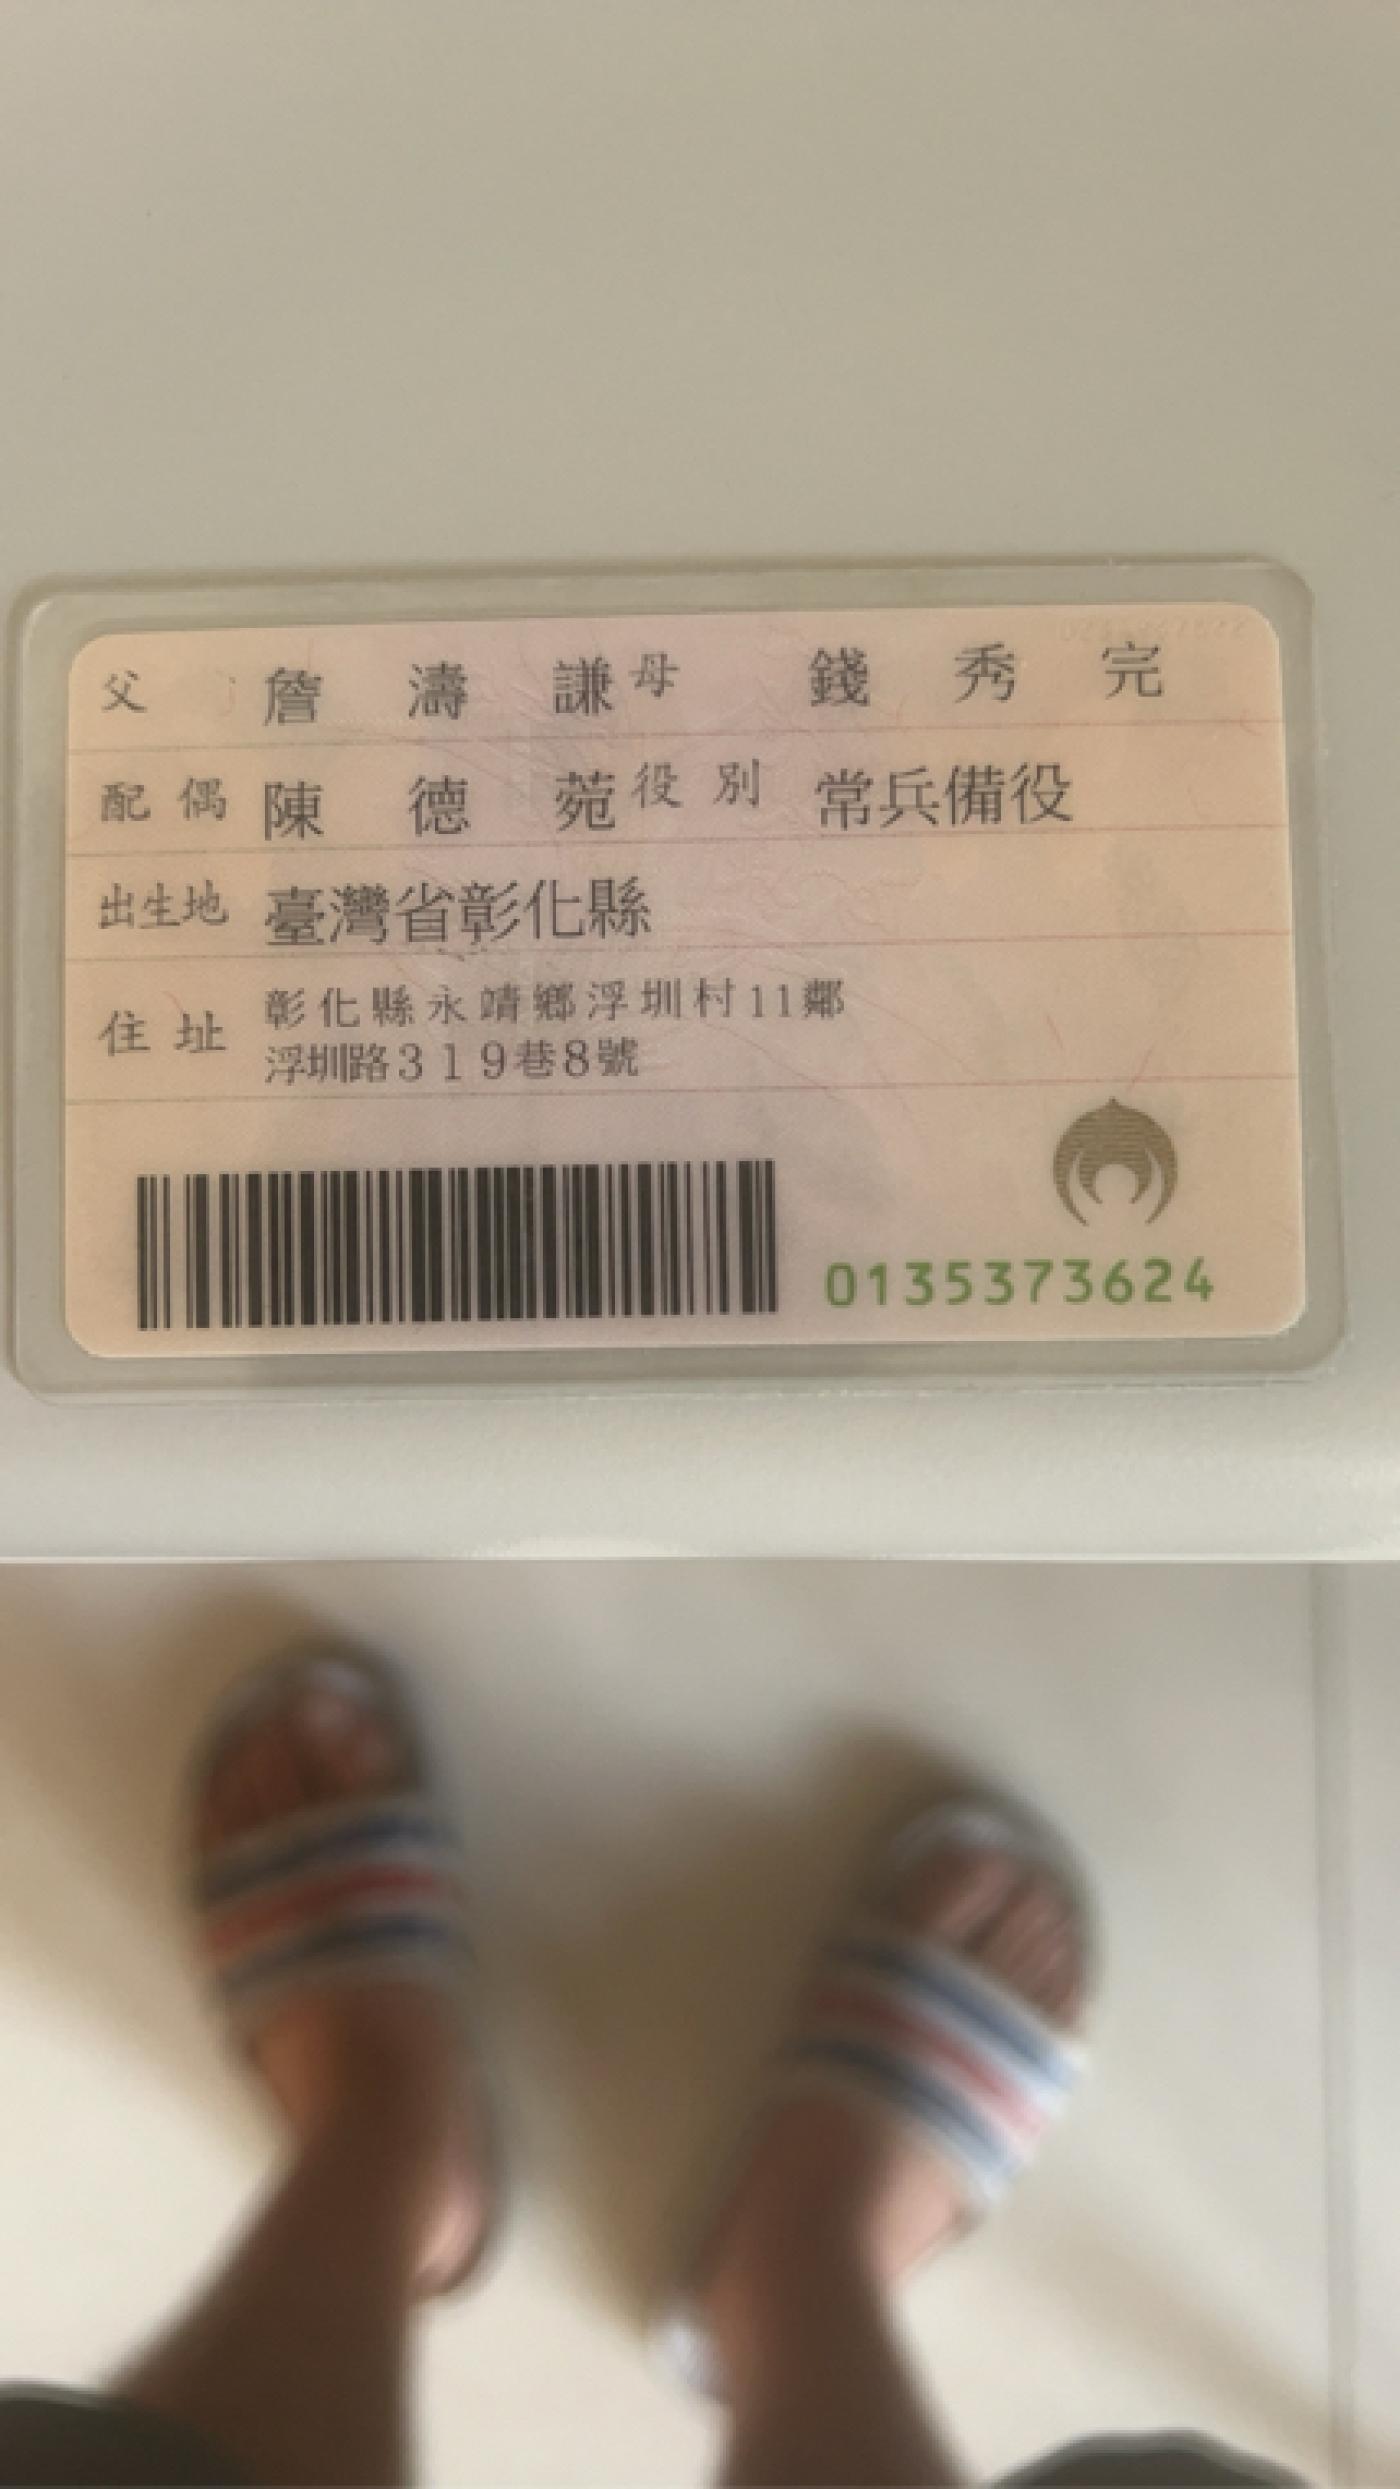 父 詹濤謙 母 錢秀完
配偶 陳德菀 役別 常兵備役
出生地 臺灣省彰化縣
住址 彰化縣永靖鄉浮圳村11鄰
浮圳路319巷8號
0135373624